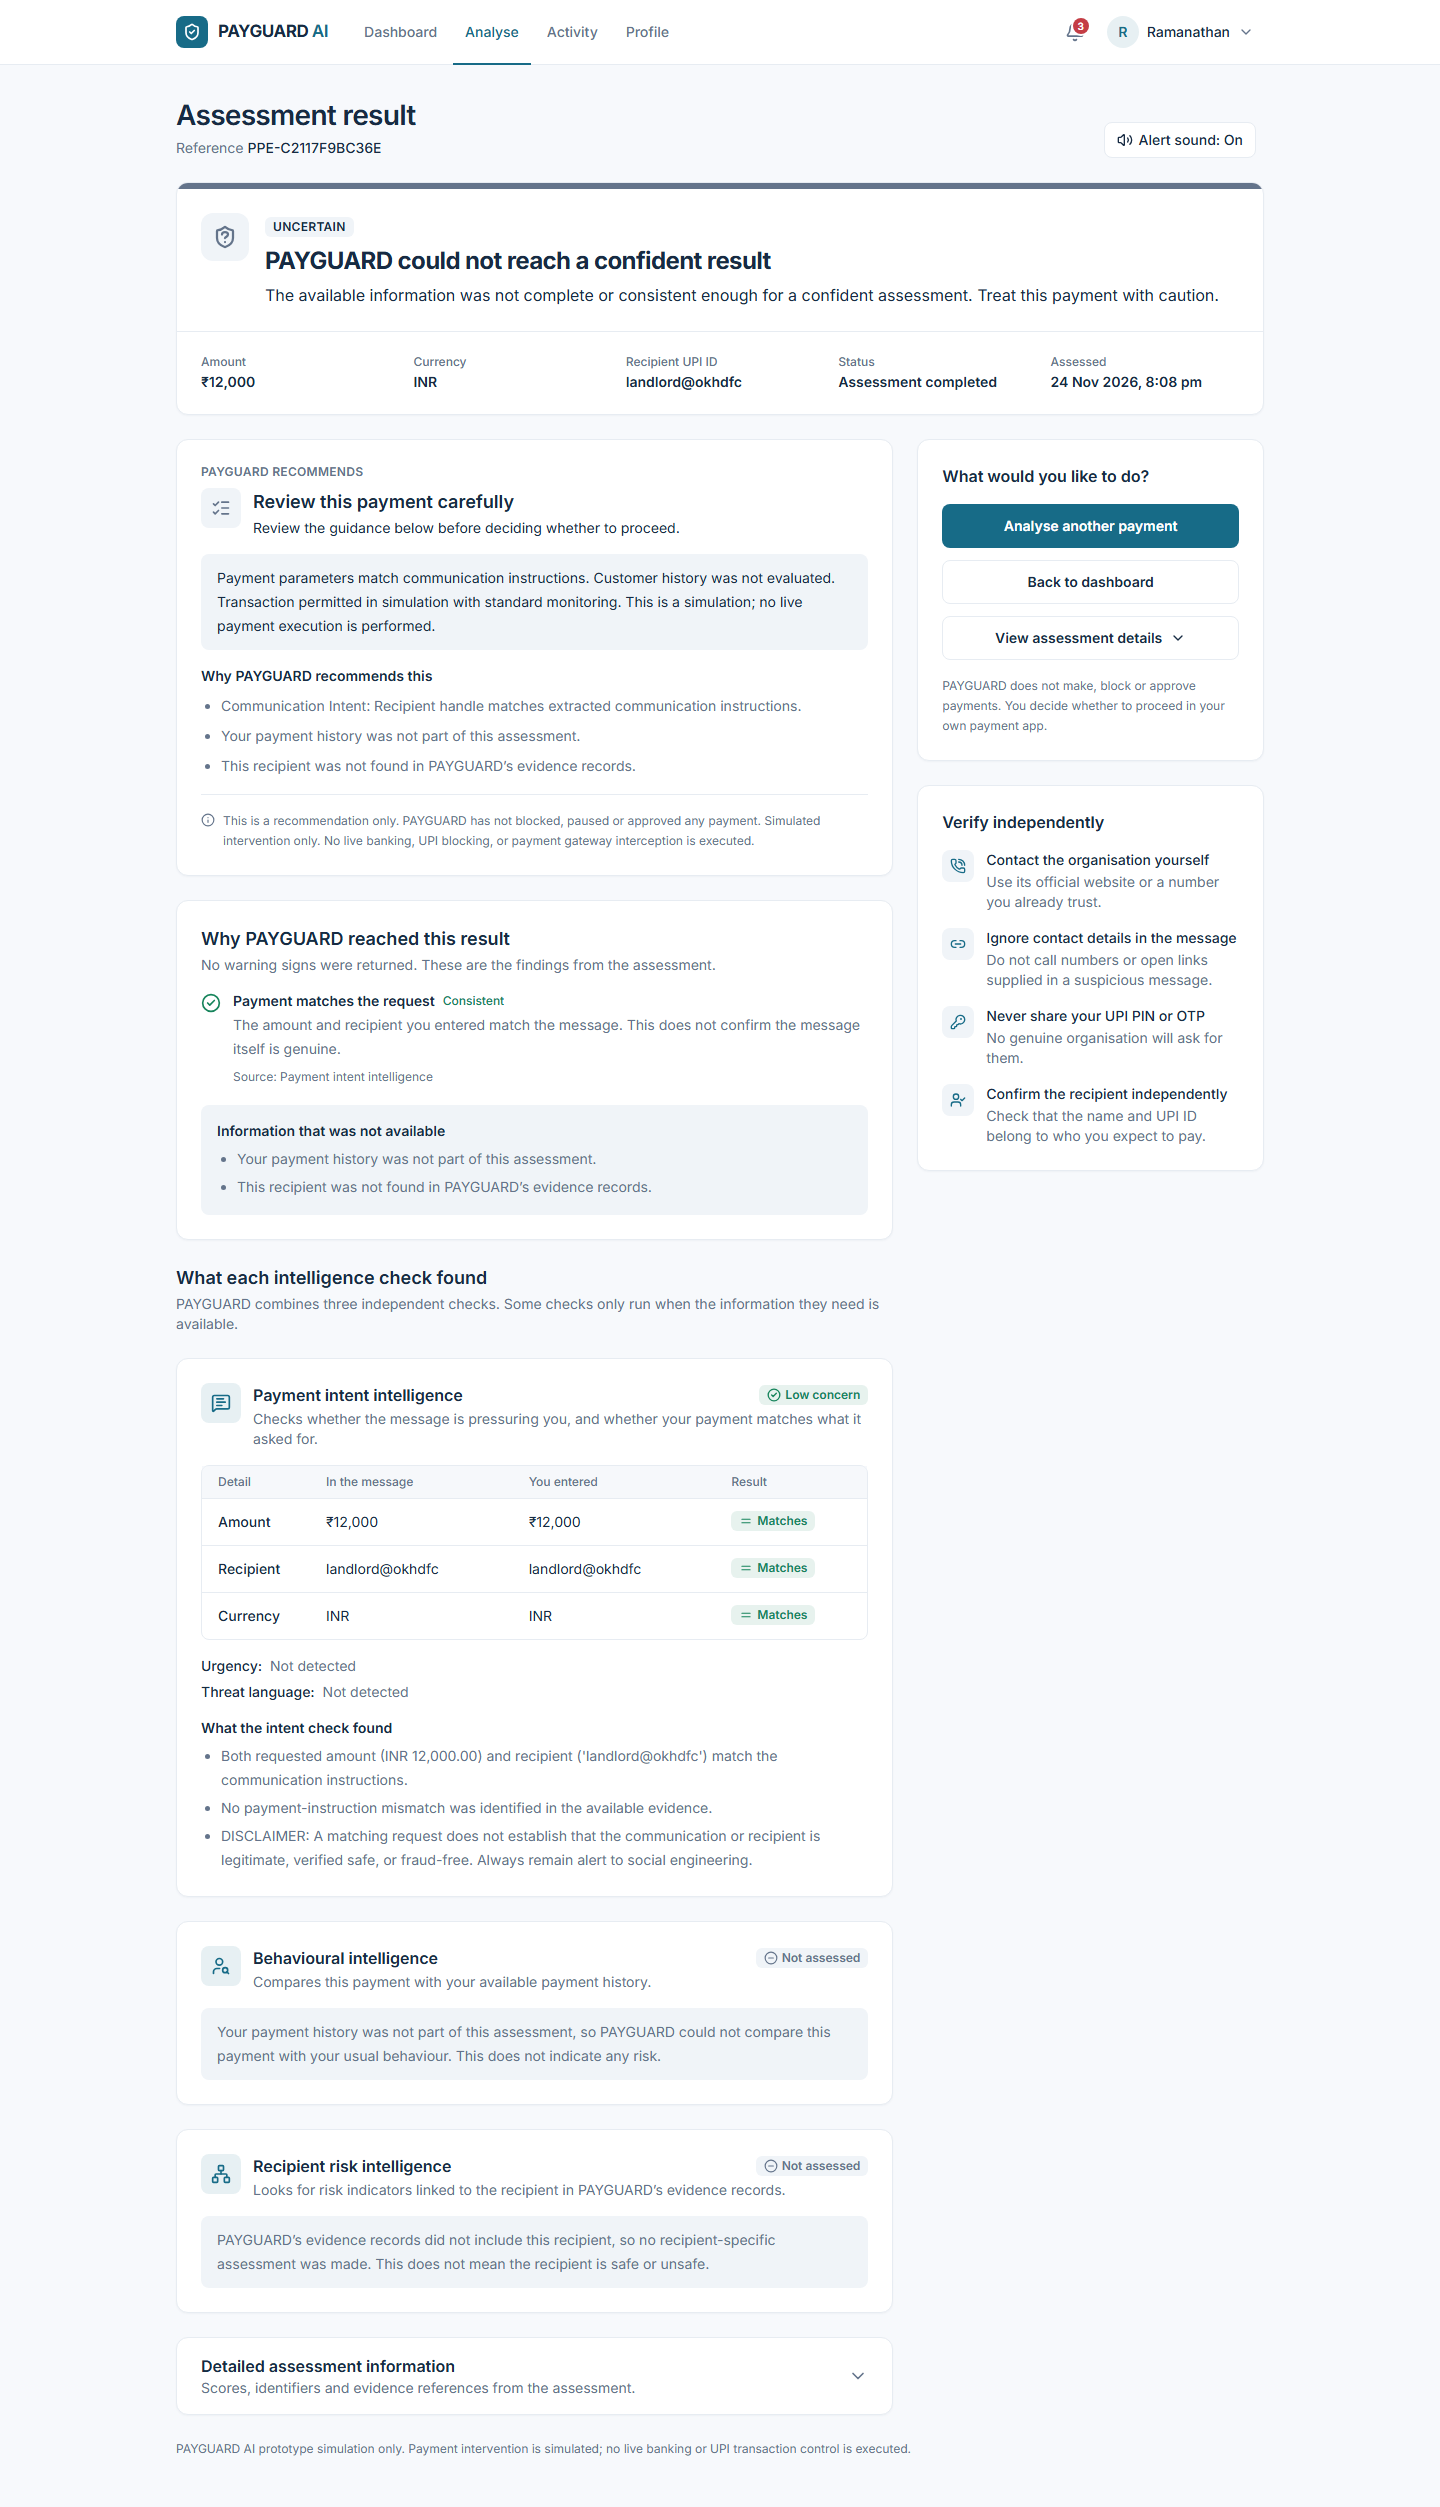 PAYGUARD AI
Dashboard
Analyse
Activity
Profile
3
R
Ramanathan
Assessment result
Reference PPE-C2117F9BC36E
Alert sound: On
UNCERTAIN
PAYGUARD could not reach a confident result
The available information was not complete or consistent enough for a confident assessment. Treat this payment with caution.
Amount
₹12,000
Currency
INR
Recipient UPI ID
landlord@okhdfc
Status
Assessment completed
Assessed
24 Nov 2026, 8:08 pm
PAYGUARD RECOMMENDS
Review this payment carefully
Review the guidance below before deciding whether to proceed.
Payment parameters match communication instructions. Customer history was not evaluated.
Transaction permitted in simulation with standard monitoring. This is a simulation; no live
payment execution is performed.
Why PAYGUARD recommends this
• Communication Intent: Recipient handle matches extracted communication instructions.
• Your payment history was not part of this assessment.
• This recipient was not found in PAYGUARD’s evidence records.
This is a recommendation only. PAYGUARD has not blocked, paused or approved any payment. Simulated
intervention only. No live banking, UPI blocking, or payment gateway interception is executed.
What would you like to do?
Analyse another payment
Back to dashboard
View assessment details
PAYGUARD does not make, block or approve
payments. You decide whether to proceed in your
own payment app.
Verify independently
Contact the organisation yourself
Use its official website or a number
you already trust.
Ignore contact details in the message
Do not call numbers or open links
supplied in a suspicious message.
Never share your UPI PIN or OTP
No genuine organisation will ask for
them.
Confirm the recipient independently
Check that the name and UPI ID
belong to who you expect to pay.
Why PAYGUARD reached this result
No warning signs were returned. These are the findings from the assessment.
Payment matches the request Consistent
The amount and recipient you entered match the message. This does not confirm the message
itself is genuine.
Source: Payment intent intelligence
Information that was not available
• Your payment history was not part of this assessment.
• This recipient was not found in PAYGUARD’s evidence records.
What each intelligence check found
PAYGUARD combines three independent checks. Some checks only run when the information they need is
available.
Payment intent intelligence
Low concern
Checks whether the message is pressuring you, and whether your payment matches what it
asked for.
Detail In the message You entered Result
Amount ₹12,000 ₹12,000 = Matches
Recipient landlord@okhdfc landlord@okhdfc = Matches
Currency INR INR = Matches
Urgency: Not detected
Threat language: Not detected
What the intent check found
• Both requested amount (INR 12,000.00) and recipient ('landlord@okhdfc') match the
communication instructions.
• No payment-instruction mismatch was identified in the available evidence.
• DISCLAIMER: A matching request does not establish that the communication or recipient is
legitimate, verified safe, or fraud-free. Always remain alert to social engineering.
Behavioural intelligence
Not assessed
Compares this payment with your available payment history.
Your payment history was not part of this assessment, so PAYGUARD could not compare this
payment with your usual behaviour. This does not indicate any risk.
Recipient risk intelligence
Not assessed
Looks for risk indicators linked to the recipient in PAYGUARD’s evidence records.
PAYGUARD’s evidence records did not include this recipient, so no recipient-specific
assessment was made. This does not mean the recipient is safe or unsafe.
Detailed assessment information
Scores, identifiers and evidence references from the assessment.
PAYGUARD AI prototype simulation only. Payment intervention is simulated; no live banking or UPI transaction control is executed.